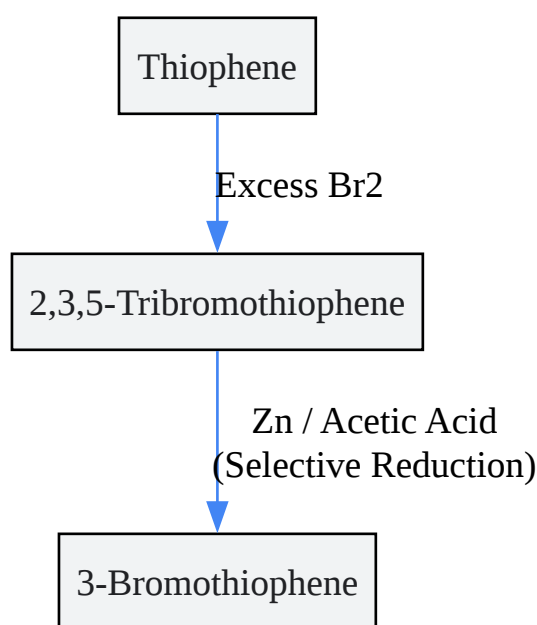 Thiophene
Excess Br2
2,3,5-Tribromothiophene
Zn / Acetic Acid
(Selective Reduction)
3-Bromothiophene